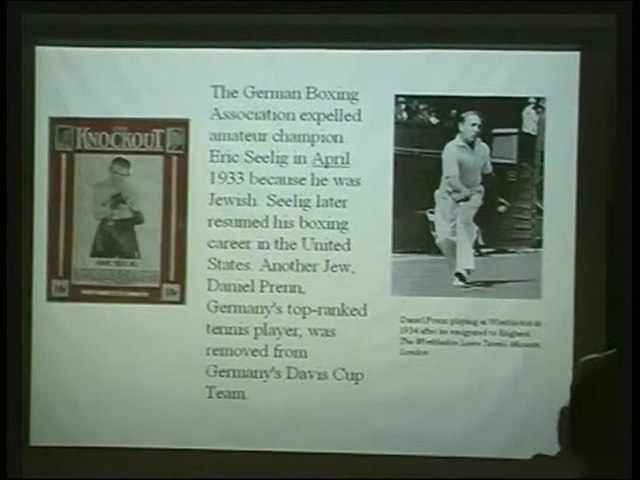 KNOCKOUT
The German Boxing
Association expelled
amateur champion
Eric Seelig in April
1933 because he was
Jewish. Seelig later
resumed his boxing
career in the United
States. Another Jew,
Daniel Prenn,
Germany's top-ranked
tennis player, was
removed from
Germany's Davis Cup
Team.
Daniel Prenn playing at Wimbledon in
1934 after he emigrated to England.
The Wimbledon Lawn Tennis Museum,
London